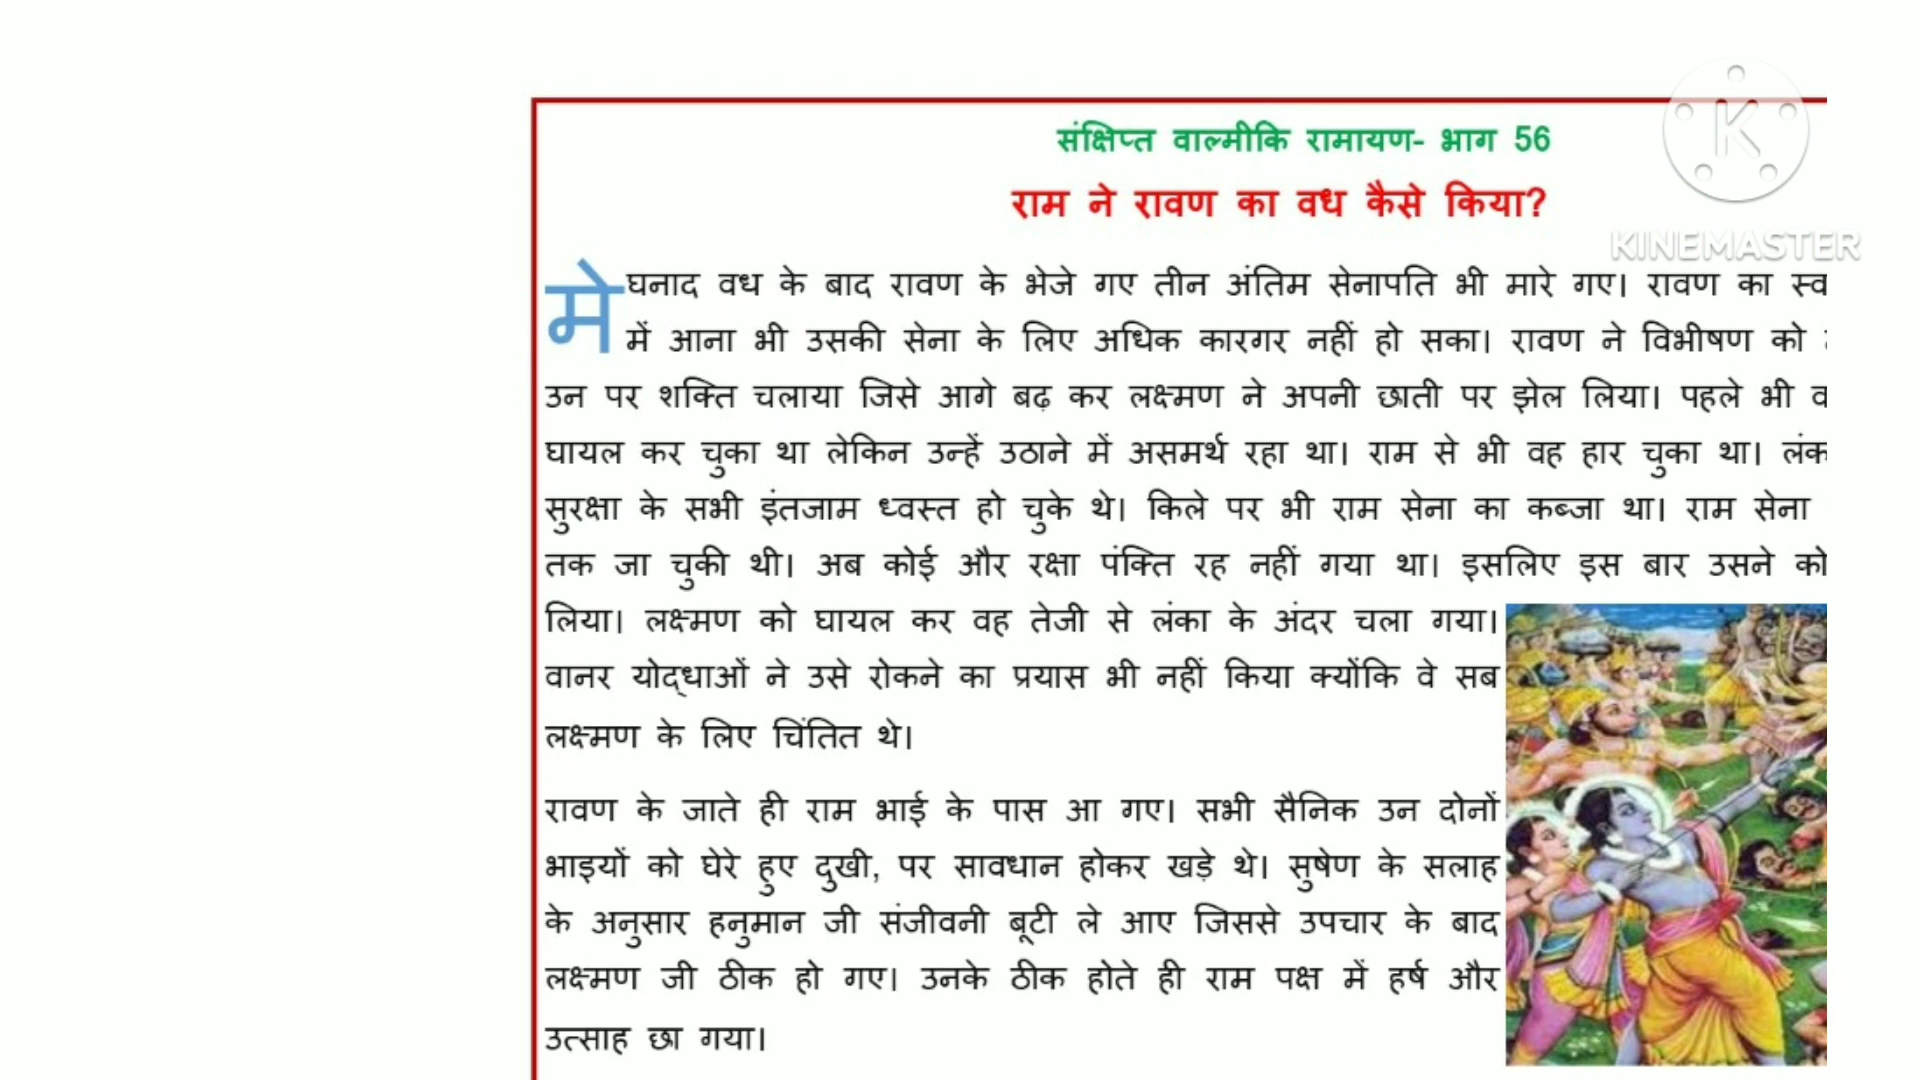 संक्षिप्त वाल्मीकि रामायण- भाग 56
राम ने रावण का वध कैसे किया?
मेघनाद वध के बाद रावण के भेजे गए तीन अंतिम सेनापति भी मारे गए। रावण का
में आना भी उसकी सेना के लिए अधिक कारगर नहीं हो सका। रावण ने विभीषण को
उन पर शक्ति चलाया जिसे आगे बढ़ कर लक्ष्मण ने अपनी छाती पर झेल लिया। पहले भी
घायल कर चुका था लेकिन उन्हें उठाने में असमर्थ रहा था। राम से भी वह हार चुका था।
सुरक्षा के सभी इंतजाम ध्वस्त हो चुके थे। किले पर भी राम सेना का कब्जा था। राम सेना
तक जा चुकी थी। अब कोई और रक्षा पंक्ति रह नहीं गया था। इसलिए इस बार उसने
लिया। लक्ष्मण को घायल कर वह तेजी से लंका के अंदर चला गया।
वानर योद्धाओं ने उसे रोकने का प्रयास भी नहीं किया क्योंकि वे सब
लक्ष्मण के लिए चिंतित थे।
रावण के जाते ही राम भाई के पास आ गए। सभी सैनिक उन दोनों
भाइयों को घेरे हुए दुखी, पर सावधान होकर खड़े थे। सुषेण के सलाह
के अनुसार हनुमान जी संजीवनी बूटी ले आए जिससे उपचार के बाद
लक्ष्मण जी ठीक हो गए। उनके ठीक होते ही राम पक्ष में हर्ष और
उत्साह छा गया।
K
KINEMASTER